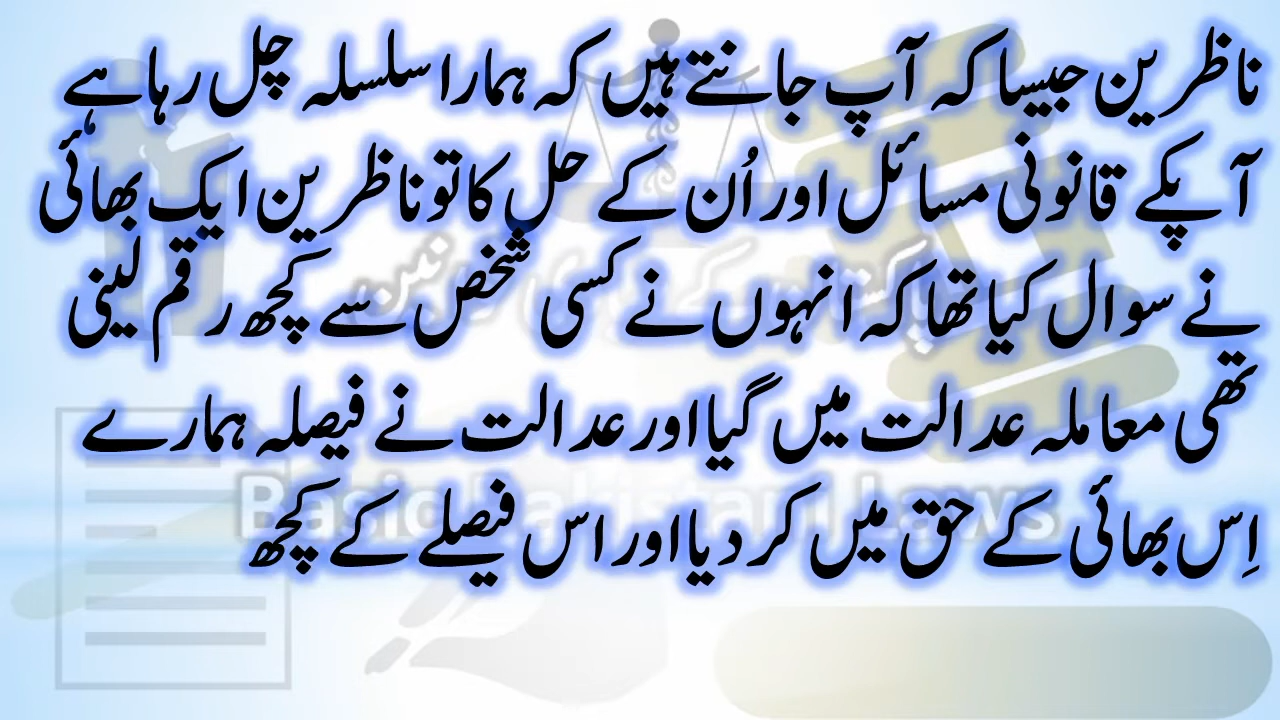 ناظرین جیسا کہ آپ جانتے ہیں کہ ہمارا سلسلہ چل رہا ہے
آپکے قانونی مسائل اور اُن کے حل کا تو ناظرین ایک بھائی
نے سوال کیا تھا کہ انہوں نے کسی شخص سے کچھ رقم لینی
تھی معاملہ عدالت میں گیا اور عدالت نے فیصلہ ہمارے
اِس بھائی کے حق میں کر دیا اور اس فیصلے کے کچھ
Basic Pakistani Laws